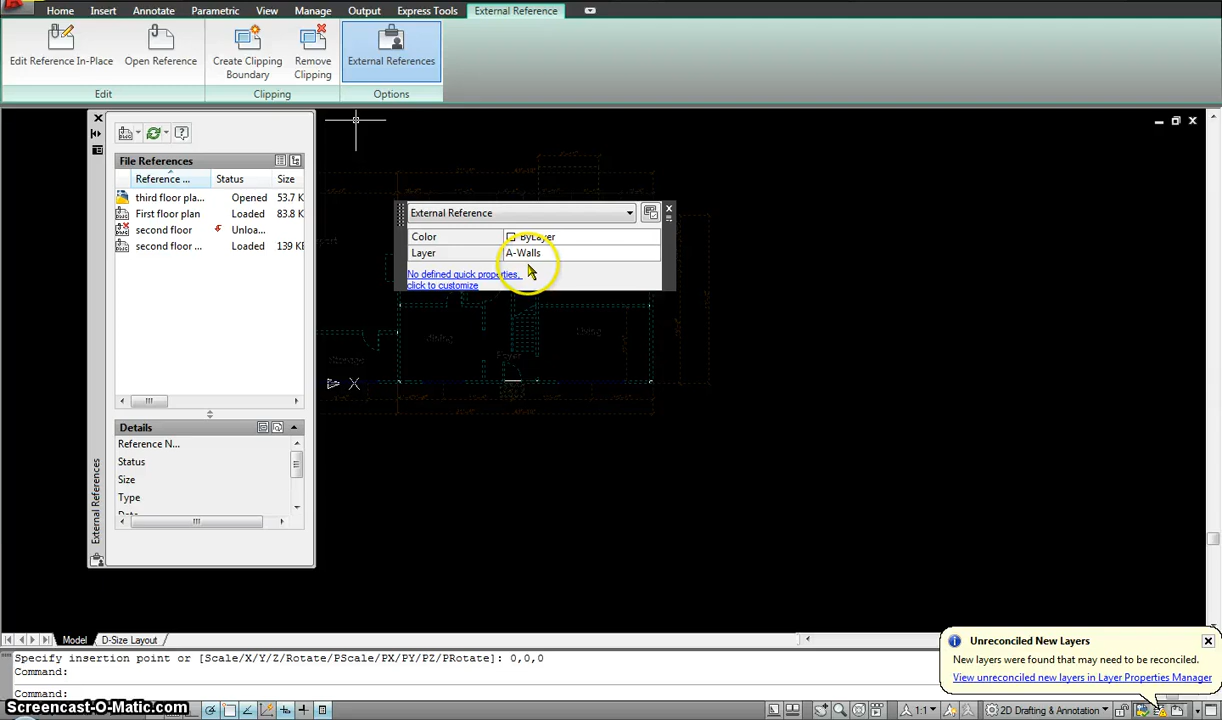 Home Insert Annotate Parametric View Manage Output Express Tools External Reference
Edit Reference In-Place Open Reference Create Clipping Boundary Remove Clipping External References
Edit Clipping Options
File References
Reference ... Status Size
third floor pla... Opened 53.7 K
First floor plan Loaded 83.8 K
second floor Unloa...
second floor ... Loaded 139 K
Details
Reference N...
Status
Size
Type
External References
External Reference
Color ByLayer
Layer A-Walls
No defined quick properties,
click to customize
Dining
Living
Storage
X
Model D-Size Layout
Specify insertion point or [Scale/X/Y/Z/Rotate/PScale/PX/PY/PZ/PRotate]: 0,0,0
Command:
Command:
Unreconciled New Layers
New layers were found that may need to be reconciled.
View unreconciled new layers in Layer Properties Manager
Screencast-O-Matic.com
1:1 2D Drafting & Annotation